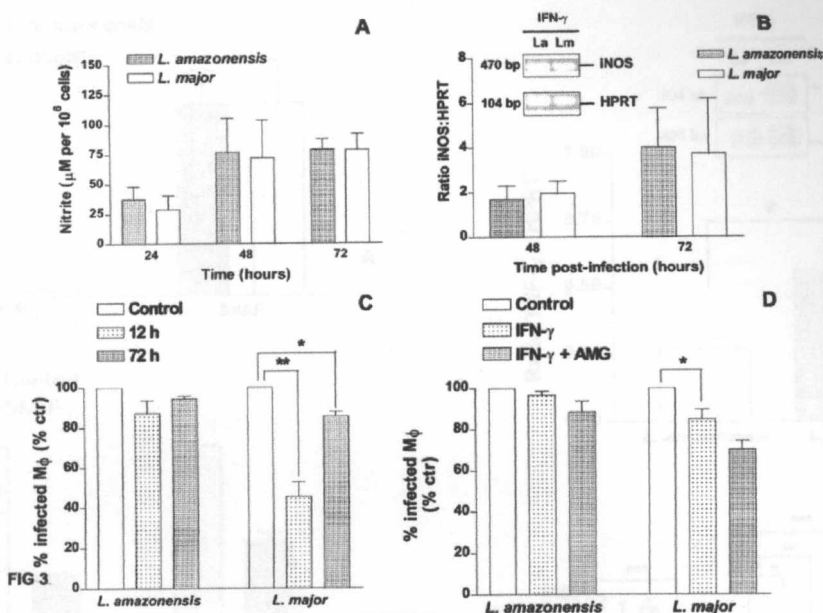 A
L. amazonensis
L. major
Nitrite (μM per 10⁶ cells)
150
125
100
75
50
25
0
24
48
72
Time (hours)
B
IFN-γ
La Lm
470 bp
iNOS
104 bp
HPRT
L. amazonensis
L. major
Ratio iNOS:HPRT
8
6
4
2
0
48
72
Time post-infection (hours)
C
Control
12 h
72 h
*
**
% infected Mϕ (% ctr)
100
80
60
40
20
0
L. amazonensis
L. major
D
Control
IFN-γ
IFN-γ + AMG
*
% infected Mϕ
(% ctr)
100
80
60
40
20
0
L. amazonensis
L. major
FIG 3